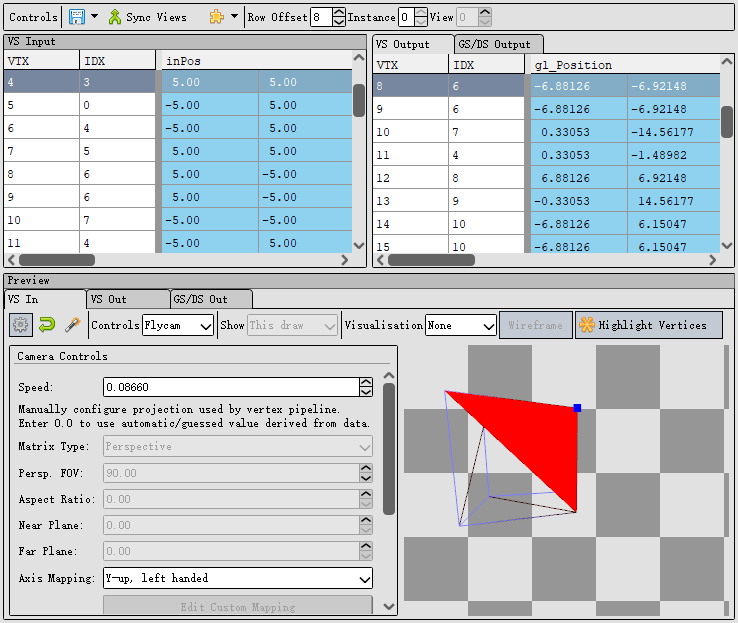 Controls Sync Views Row Offset 8 Instance 0 View 0
VS Input
VTX IDX inPos
4 3 5.00 5.00
5 0 -5.00 5.00
6 4 -5.00 5.00
7 5 5.00 5.00
8 6 5.00 -5.00
9 6 5.00 -5.00
10 7 -5.00 -5.00
11 4 -5.00 5.00
VS Output GS/DS Output
VTX IDX gl_Position
8 6 -6.88126 -6.92148
9 6 -6.88126 -6.92148
10 7 0.33053 -14.56177
11 4 0.33053 -1.48982
12 8 6.88126 6.92148
13 9 -0.33053 14.56177
14 10 -6.88126 6.15047
15 10 -6.88126 6.15047
Preview
VS In VS Out GS/DS Out
Controls Flycam Show This draw Visualisation None Wireframe Highlight Vertices
Camera Controls
Speed: 0.08660
Manually configure projection used by vertex pipeline.
Enter 0.0 to use automatic/guessed value derived from data.
Matrix Type: Perspective
Persp. FOV: 90.00
Aspect Ratio: 0.00
Near Plane: 0.00
Far Plane: 0.00
Axis Mapping: Y-up, left handed
Edit Custom Mapping